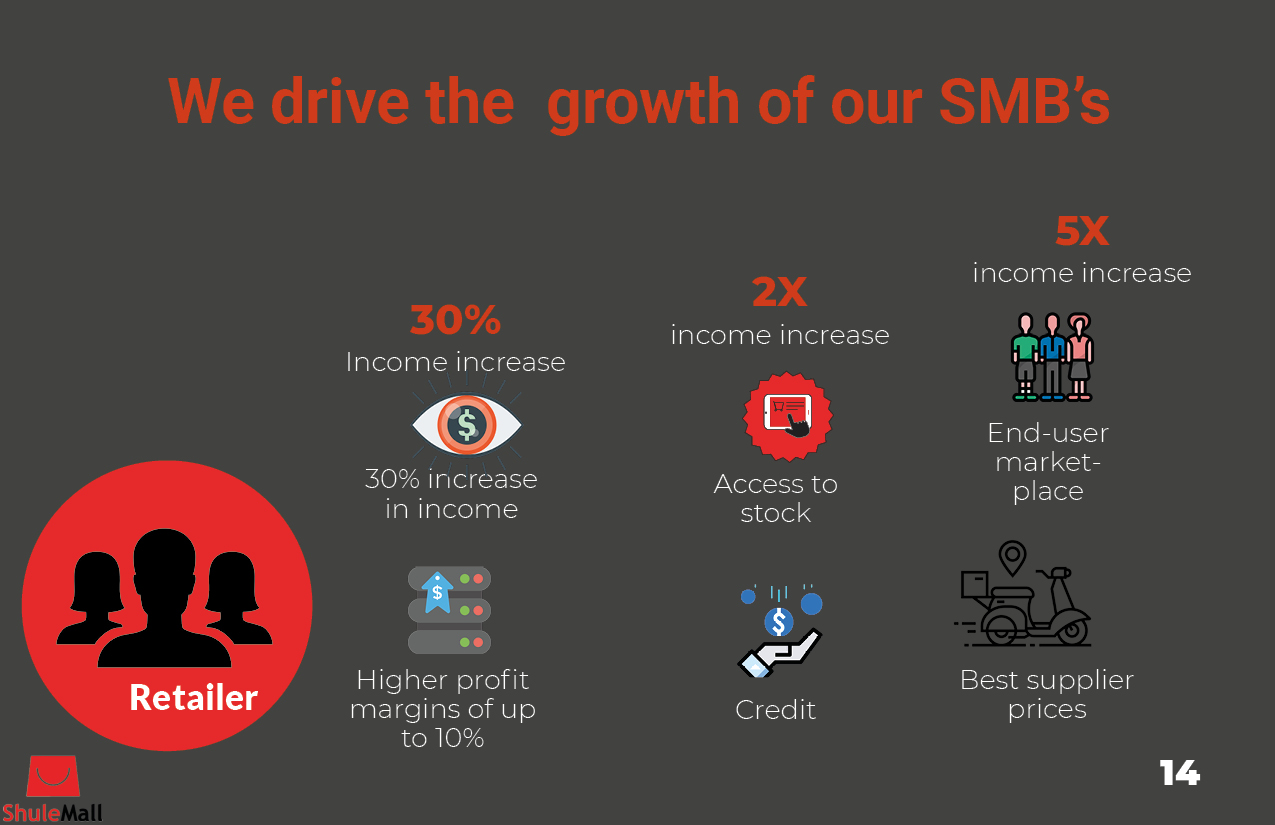 We drive the growth of our SMB’s
30%
Income increase
$
30% increase
in income
$
Higher profit
margins of up
to 10%
2X
income increase
Access to
stock
$
Credit
5X
income increase
End-user
market-
place
Best supplier
prices
Retailer
ShuleMall
14